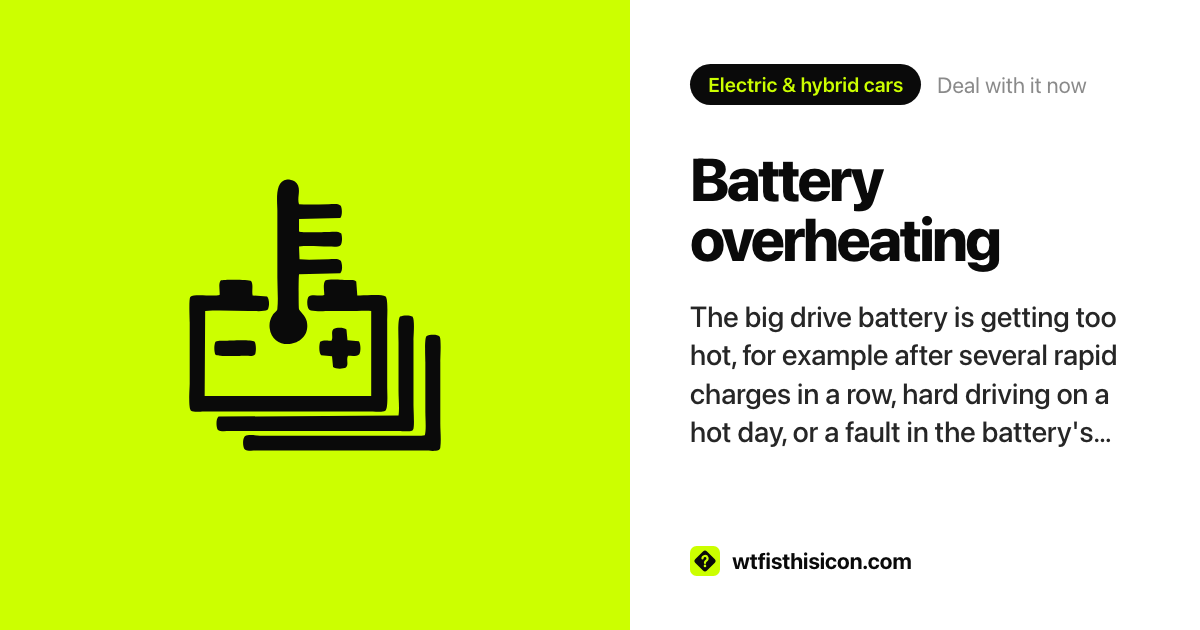 Electric & hybrid cars
Deal with it now
Battery
overheating
The big drive battery is getting too
hot, for example after several rapid
charges in a row, hard driving on a
hot day, or a fault in the battery's...
?
wtfisthisicon.com